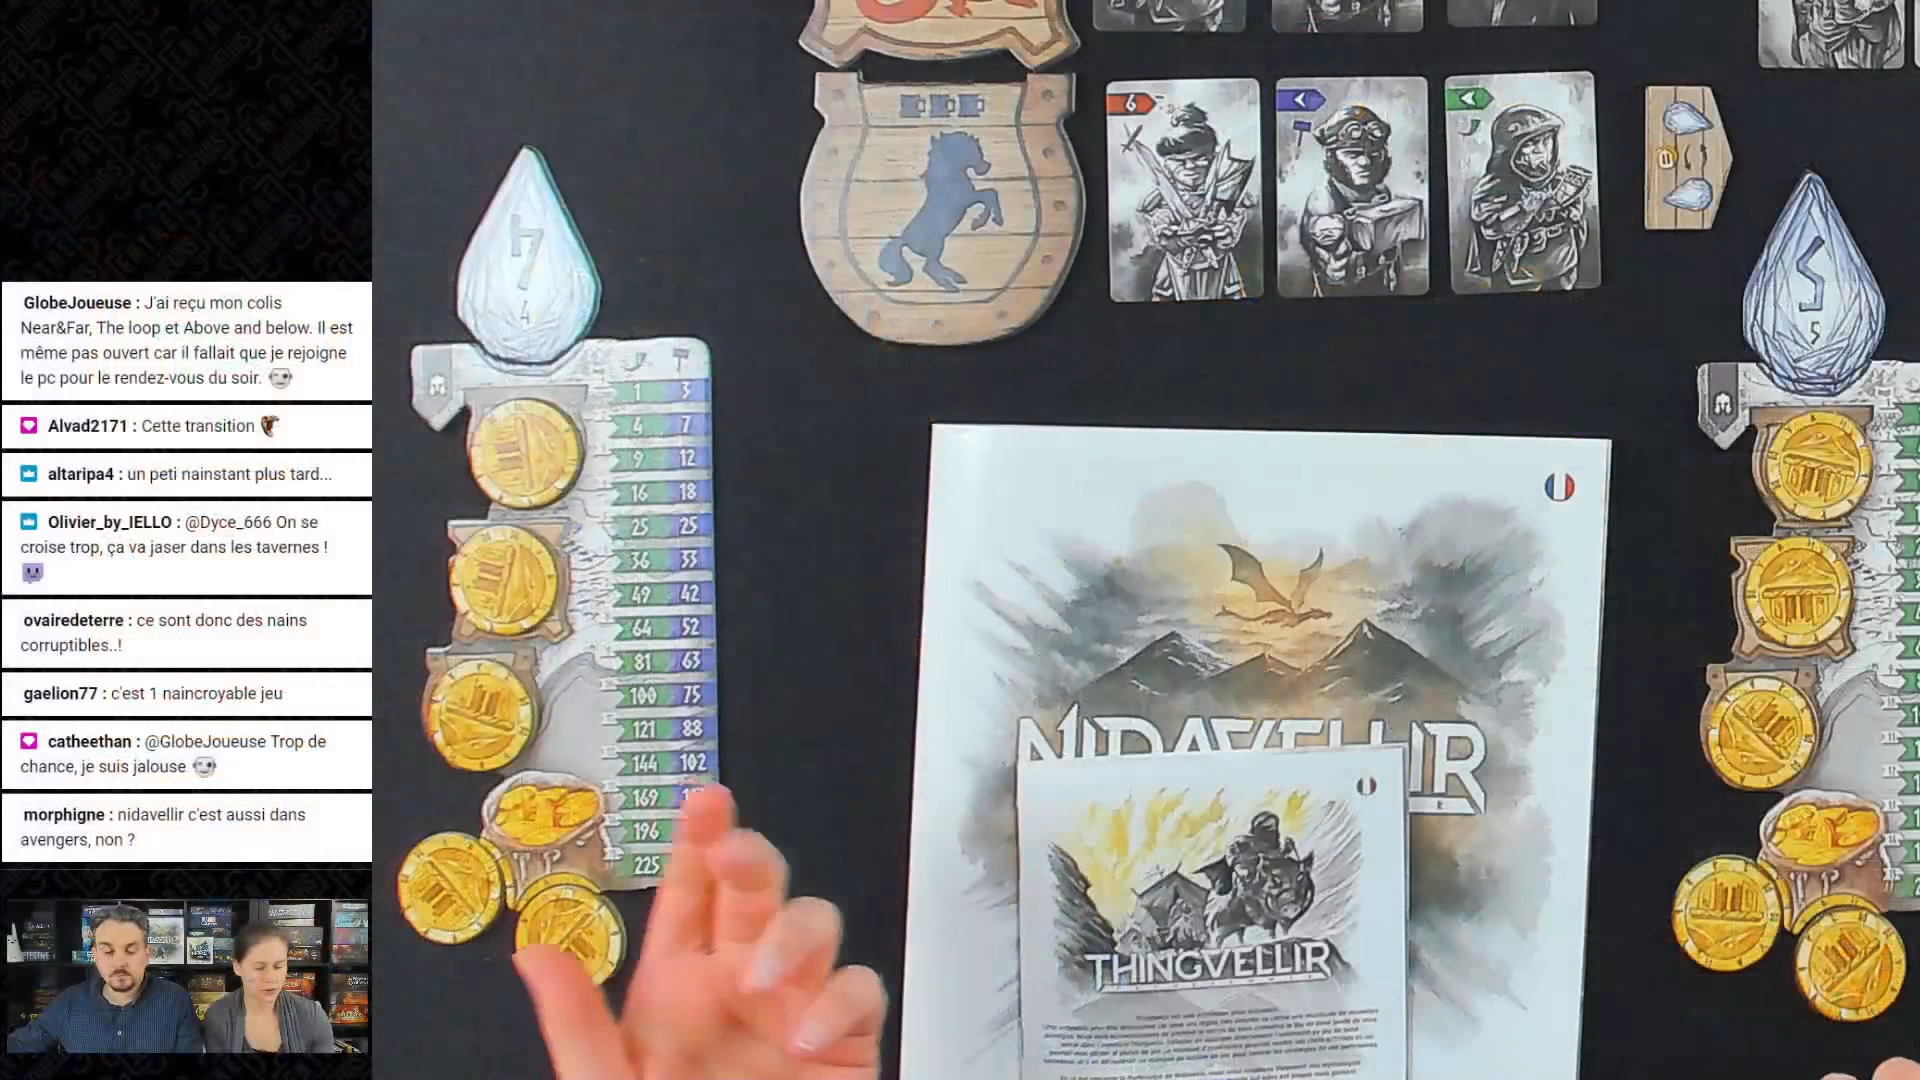 GlobeJoueuse : J'ai reçu mon colis
Near&Far, The loop et Above and below. Il est
même pas ouvert car il fallait que je rejoigne
le pc pour le rendez-vous du soir.
Alvad2171 : Cette transition
altaripa4 : un peti nainstant plus tard...
Olivier_by_IELLO : @Dyce_666 On se
croise trop, ça va jaser dans les tavernes !
ovairedeterre : ce sont donc des nains
corruptibles..!
gaelion77 : c'est 1 naincroyable jeu
catheethan : @GlobeJoueuse Trop de
chance, je suis jalouse
morphigne : nidavellir c'est aussi dans
avengers, non ?
4
1 3
4 7
9 12
16 18
25 25
36 33
49 42
64 52
81 63
100 75
121 88
144 102
169
196
225
6
5
NIDAVELLIR
THINGVELLIR